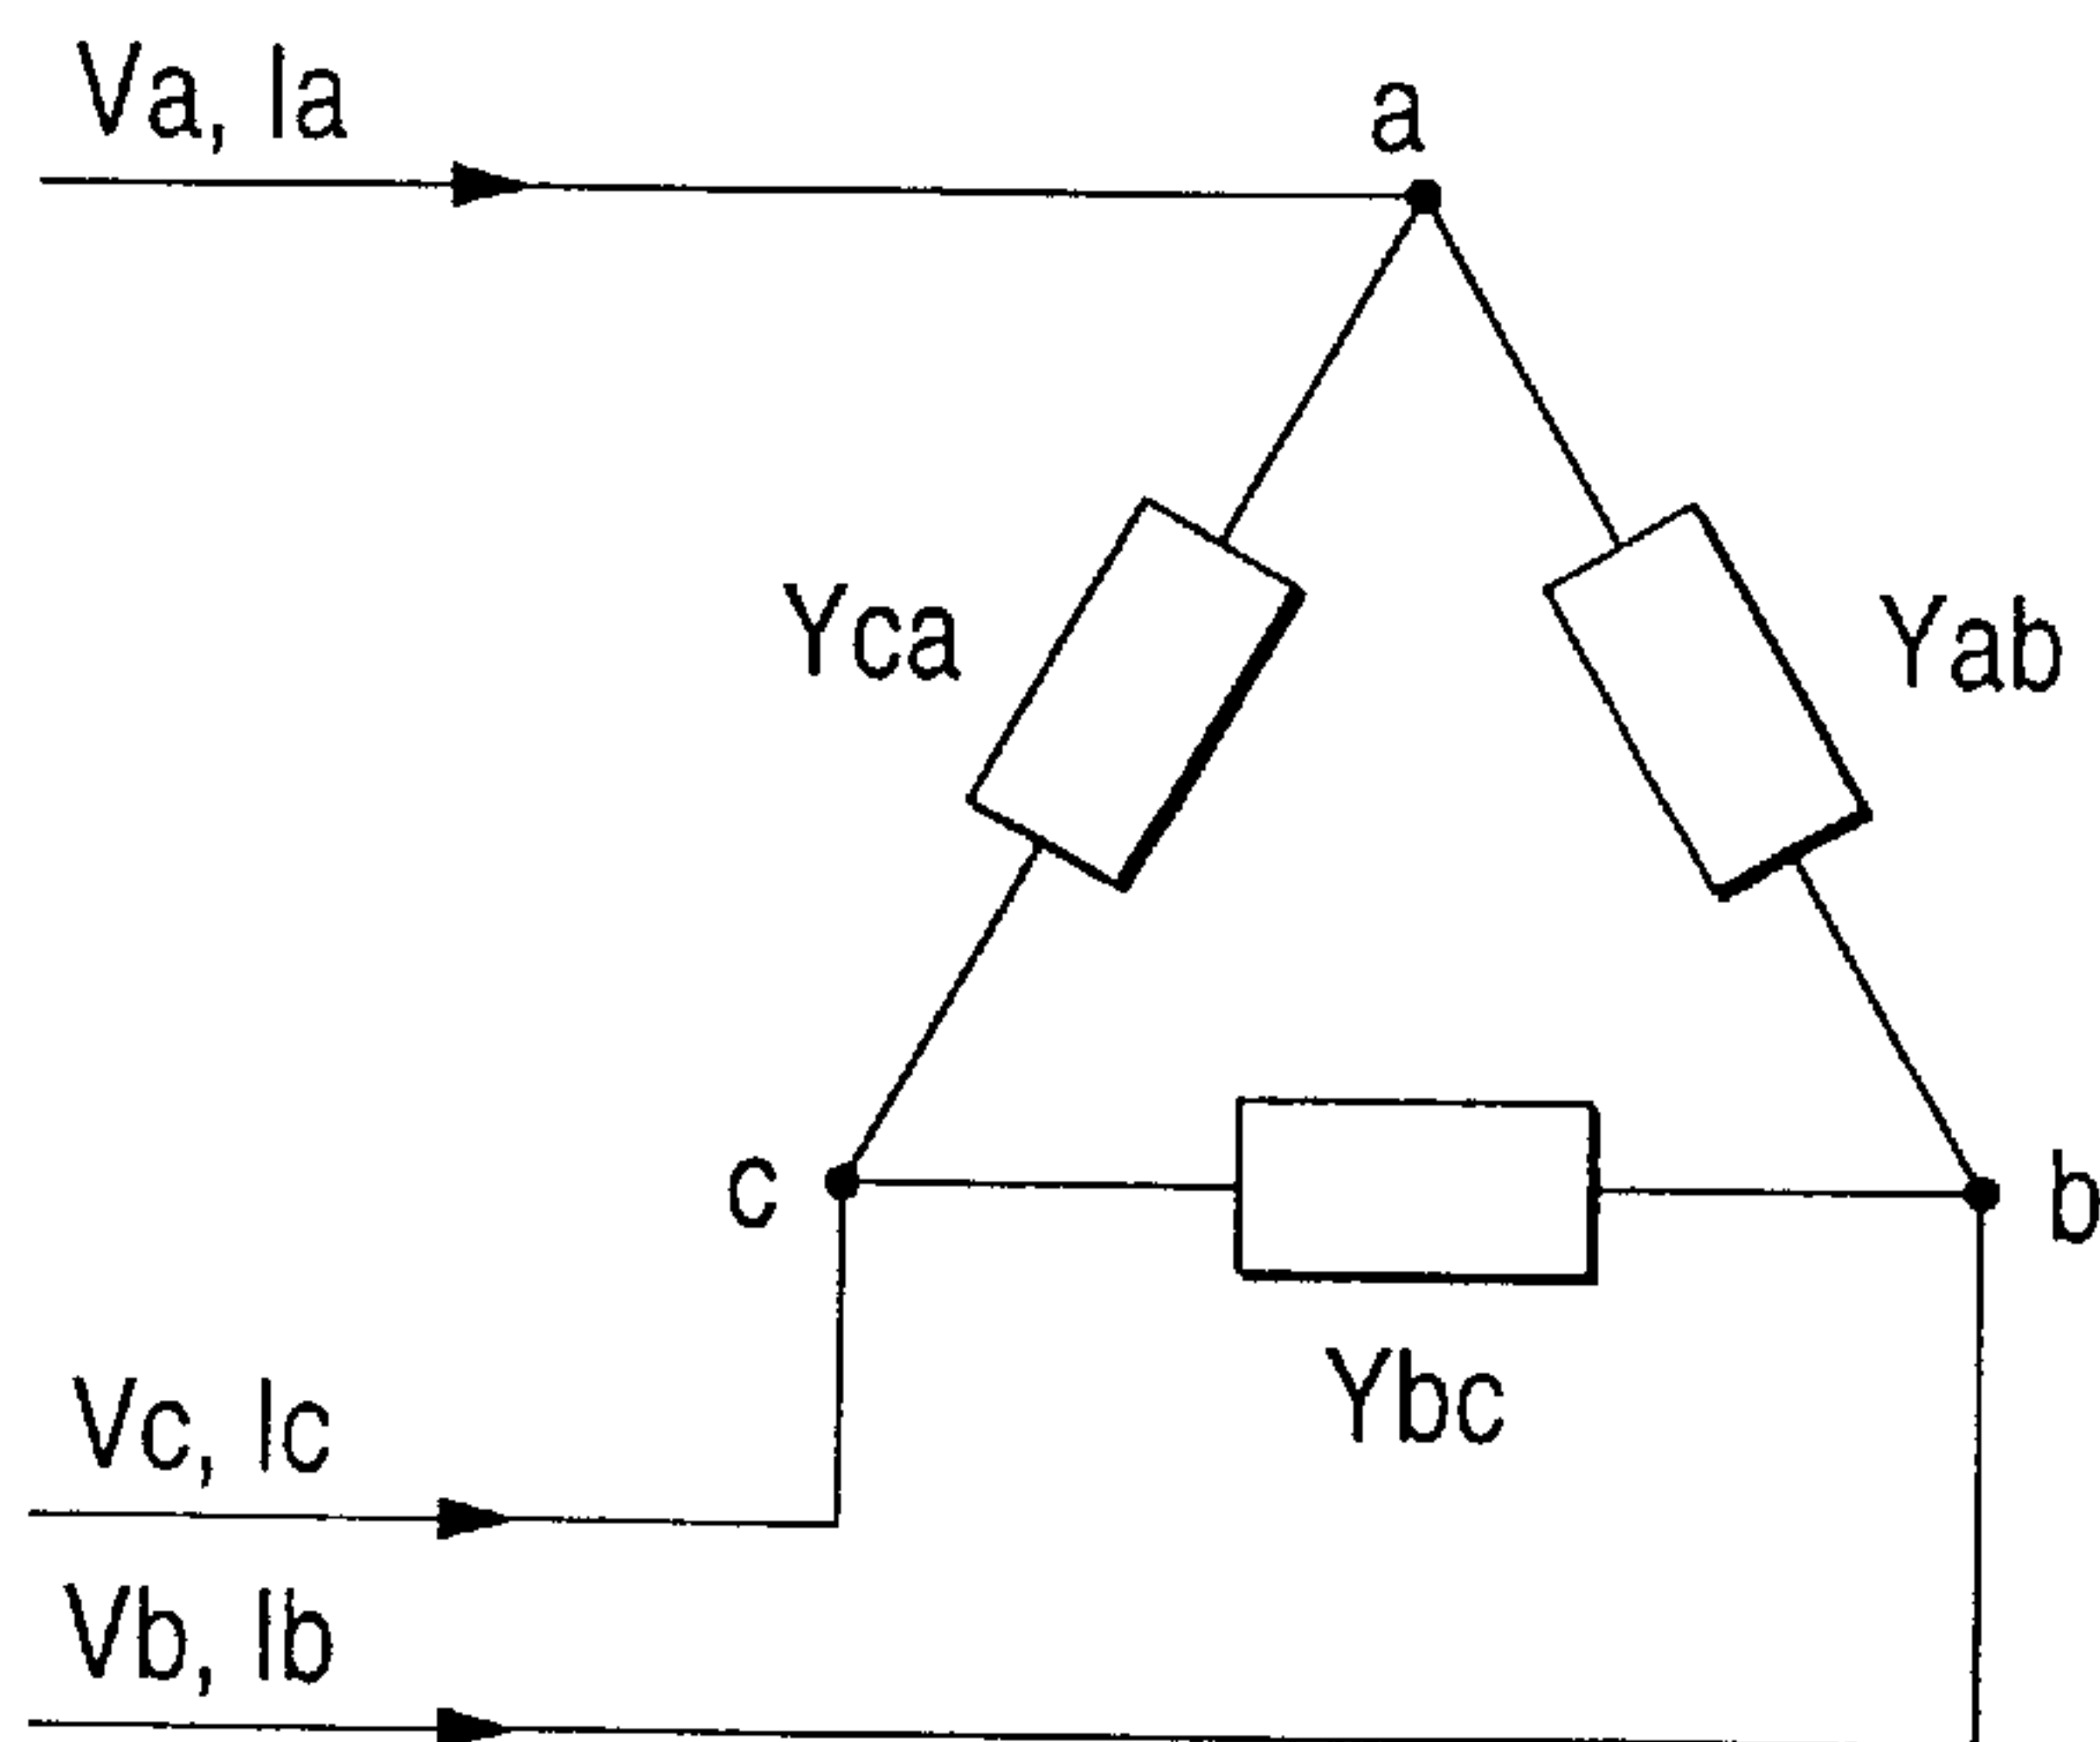 Va, Ia
a
Yca
Yab
c
b
Ybc
Vc, Ic
Vb, Ib